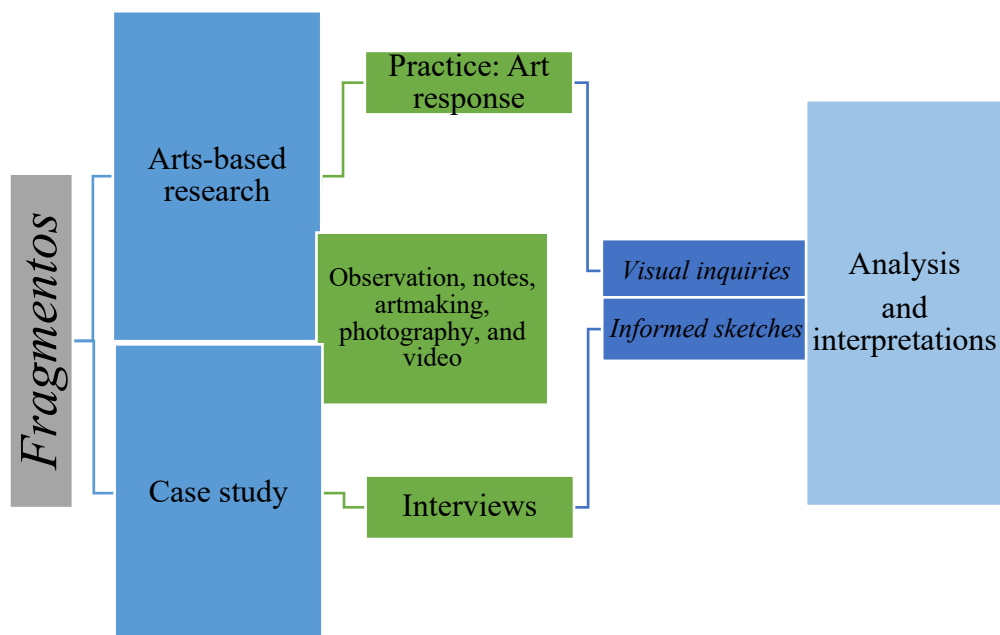 Fragmentos
Arts-based
research
Case study
Practice: Art
response
Observation, notes,
artmaking,
photography, and
video
Interviews
Visual inquiries
Informed sketches
Analysis
and
interpretations